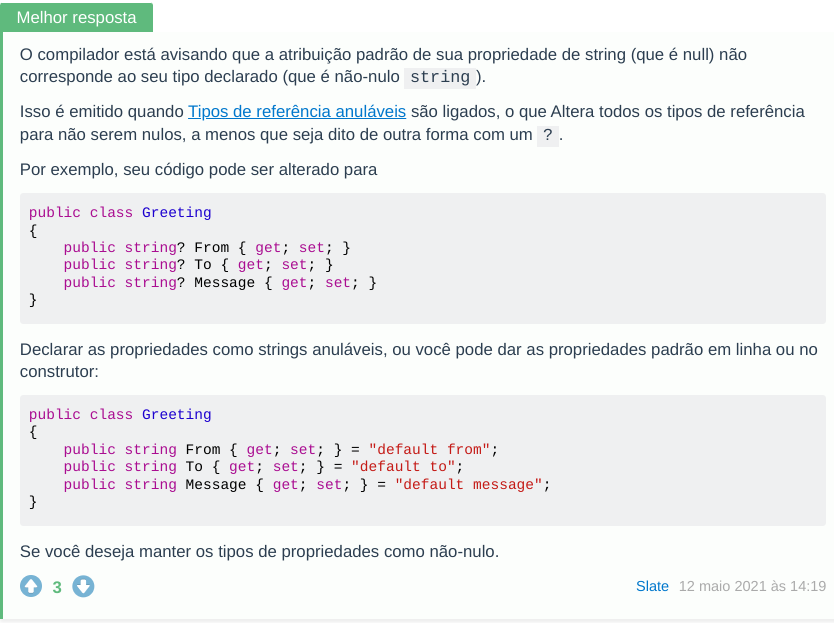 Melhor resposta
O compilador está avisando que a atribuição padrão de sua propriedade de string (que é null) não
corresponde ao seu tipo declarado (que é não-nulo string ).
Isso é emitido quando Tipos de referência anuláveis são ligados, o que Altera todos os tipos de referência
para não serem nulos, a menos que seja dito de outra forma com um ? .
Por exemplo, seu código pode ser alterado para
public class Greeting
{
    public string? From { get; set; }
    public string? To { get; set; }
    public string? Message { get; set; }
}
Declarar as propriedades como strings anuláveis, ou você pode dar as propriedades padrão em linha ou no
construtor:
public class Greeting
{
    public string From { get; set; } = "default from";
    public string To { get; set; } = "default to";
    public string Message { get; set; } = "default message";
}
Se você deseja manter os tipos de propriedades como não-nulo.
3 Slate 12 maio 2021 às 14:19